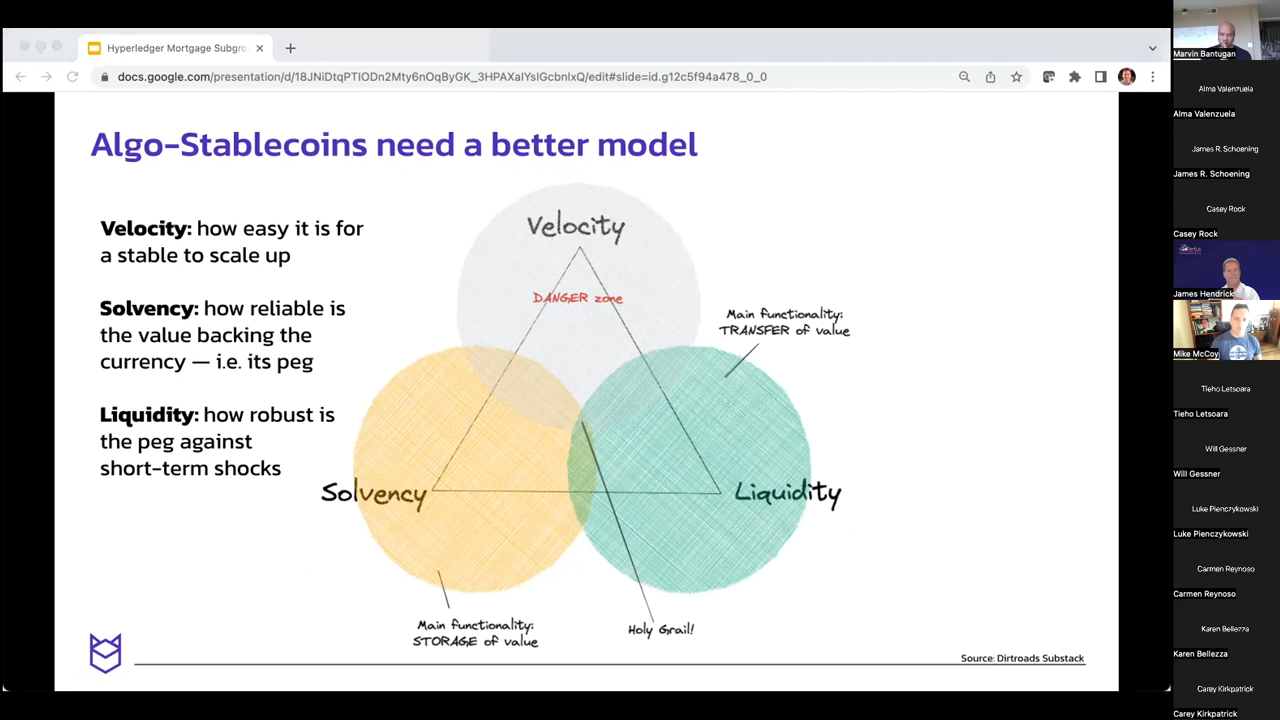 Hyperledger Mortgage Subgro
docs.google.com/presentation/d/18JNiDtqPTIODn2Mty6nOqByGK_3HPAXaIYsIGcbnlxQ/edit#slide=id.g12c5f94a478_0_0
Algo-Stablecoins need a better model
Velocity: how easy it is for
a stable to scale up
Solvency: how reliable is
the value backing the
currency — i.e. its peg
Liquidity: how robust is
the peg against
short-term shocks
Velocity
DANGER zone
Main functionality:
TRANSFER of value
Solvency
Liquidity
Main functionality:
STORAGE of value
Holy Grail!
Source: Dirtroads Substack
Marvin Bantugan
Alma Valenzuela
Alma Valenzuela
James R. Schoening
James R. Schoening
Casey Rock
Casey Rock
James Hendrick
Mike McCoy
Tieho Letsoara
Tieho Letsoara
Will Gessner
Will Gessner
Luke Pienczykowski
Luke Pienczykowski
Carmen Reynoso
Carmen Reynoso
Karen Bellezza
Karen Bellezza
Carey Kirkpatrick
Carey Kirkpatrick